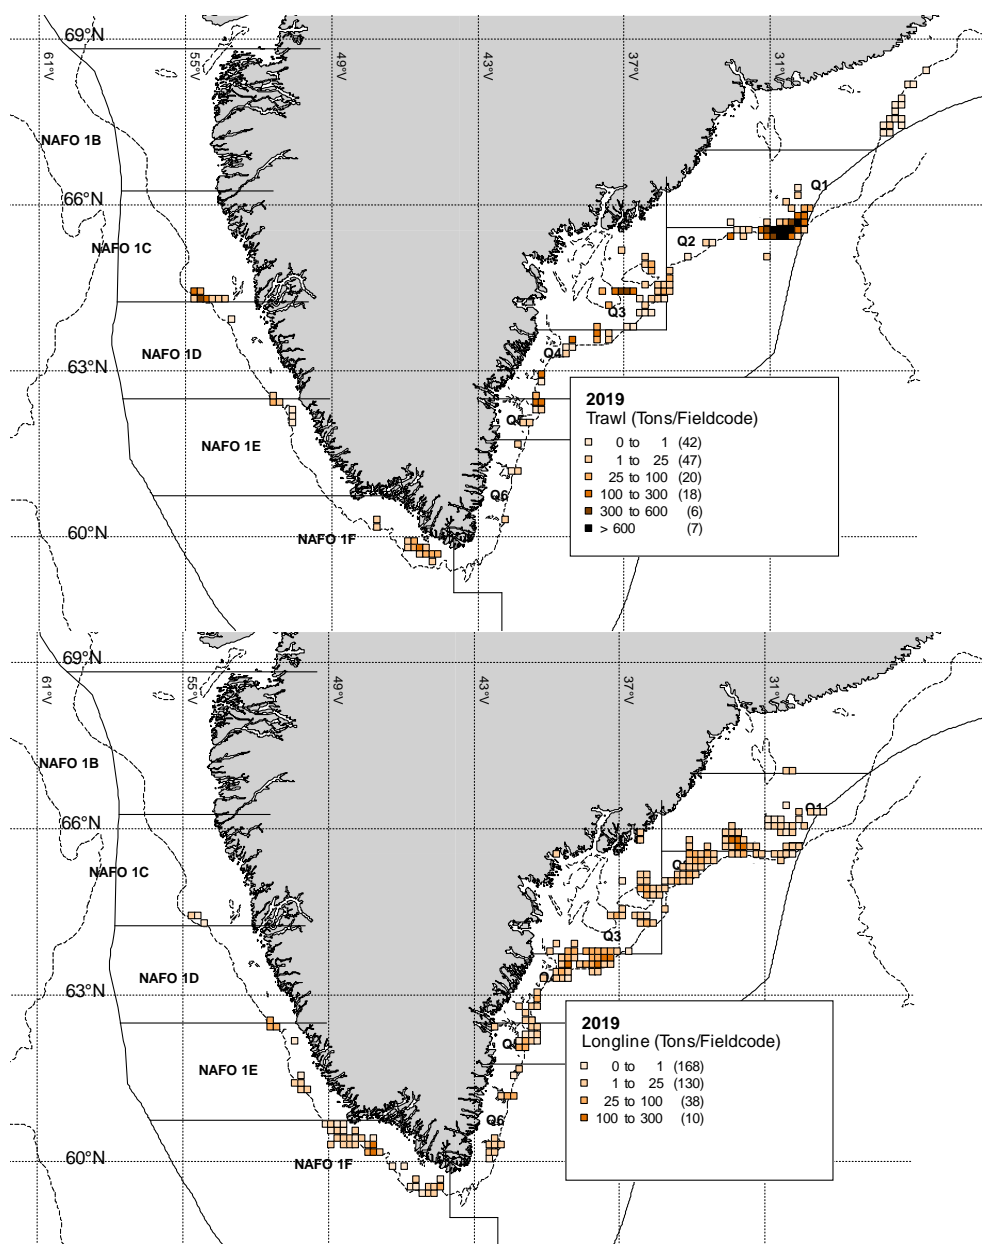 69°N
61°V
55°V
49°V
43°V
37°V
31°V
NAFO 1B
66°N
Q1
NAFO 1C
Q2
Q3
NAFO 1D
Q4
63°N
2019
Trawl (Tons/Fieldcode)
0 to 1 (42)
1 to 25 (47)
25 to 100 (20)
100 to 300 (18)
300 to 600 (6)
> 600 (7)
NAFO 1E
Q6
60°N
NAFO 1F
69°N
61°V
55°V
49°V
43°V
37°V
31°V
NAFO 1B
66°N
Q1
NAFO 1C
Q3
NAFO 1D
63°N
2019
Longline (Tons/Fieldcode)
0 to 1 (168)
1 to 25 (130)
25 to 100 (38)
100 to 300 (10)
NAFO 1E
Q6
60°N
NAFO 1F